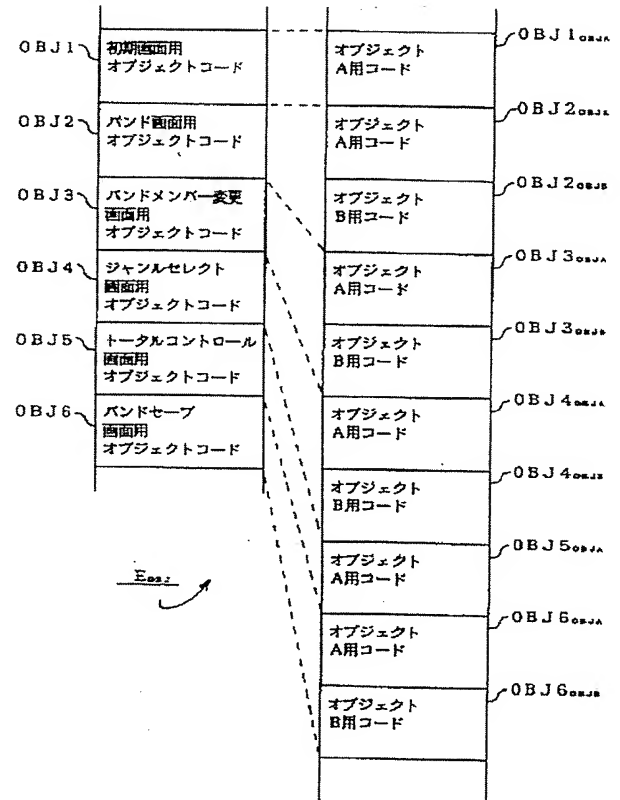 OBJ1
初期画面用
オブジェクトコード
OBJ2
バンド画面用
オブジェクトコード
OBJ3
バンドメンバー変更
画面用
オブジェクトコード
OBJ4
ジャンルセレクト
画面用
オブジェクトコード
OBJ5
トータルコントロール
画面用
オブジェクトコード
OBJ6
バンドセーブ
画面用
オブジェクトコード
EOBJ
オブジェクト
A用コード
OBJ1OBJA
オブジェクト
A用コード
OBJ2OBJA
オブジェクト
B用コード
OBJ2OBJB
オブジェクト
A用コード
OBJ3OBJA
オブジェクト
B用コード
OBJ3OBJB
オブジェクト
A用コード
OBJ4OBJA
オブジェクト
B用コード
OBJ4OBJB
オブジェクト
A用コード
OBJ5OBJA
オブジェクト
A用コード
OBJ6OBJA
オブジェクト
B用コード
OBJ6OBJB